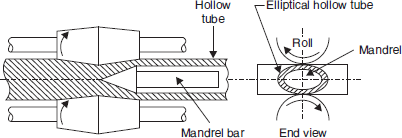 Hollow
tube
Elliptical hollow tube
Roll
Mandrel
Mandrel bar
End view